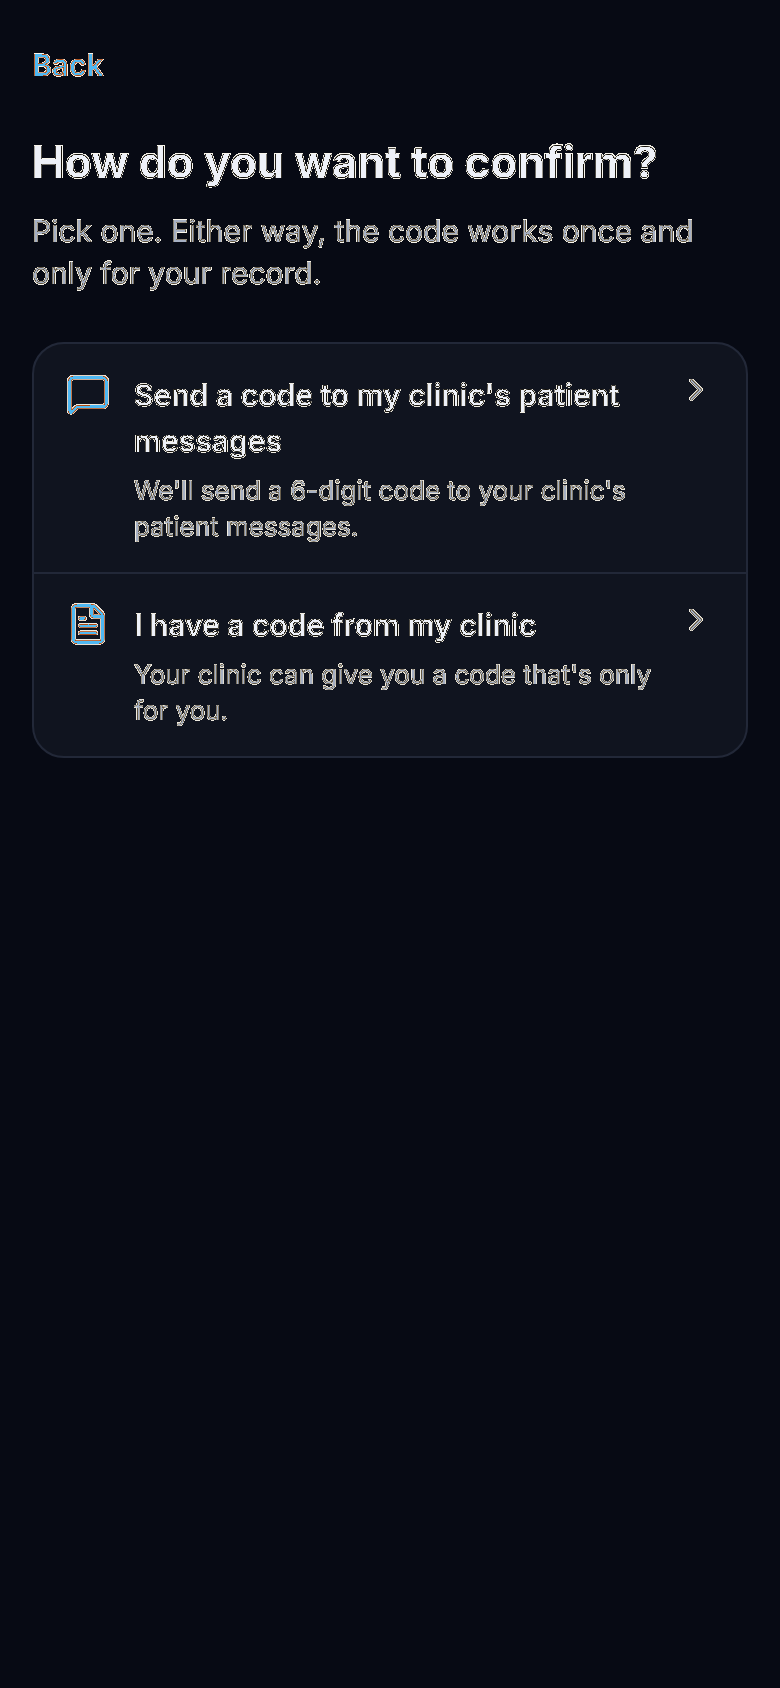 Back
How do you want to confirm?
Pick one. Either way, the code works once and
only for your record.
Send a code to my clinic's patient
messages
We'll send a 6-digit code to your clinic's
patient messages.
I have a code from my clinic
Your clinic can give you a code that's only
for you.